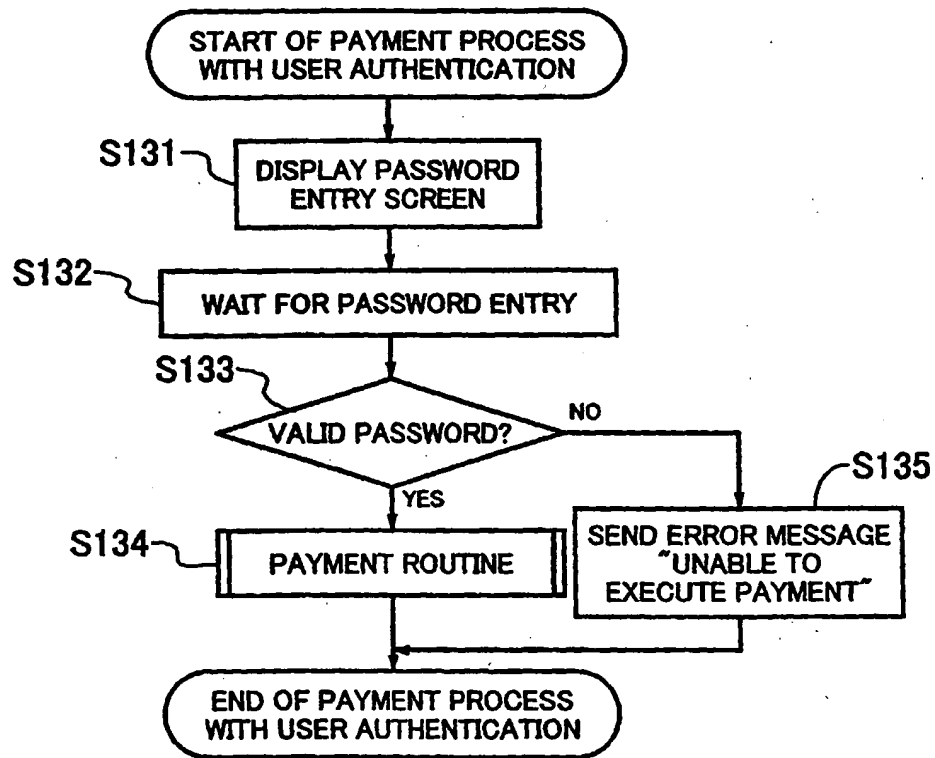 START OF PAYMENT PROCESS
WITH USER AUTHENTICATION
S131
DISPLAY PASSWORD
ENTRY SCREEN
S132
WAIT FOR PASSWORD ENTRY
S133
VALID PASSWORD?
NO
YES
S134
PAYMENT ROUTINE
S135
SEND ERROR MESSAGE
"UNABLE TO
EXECUTE PAYMENT"
END OF PAYMENT PROCESS
WITH USER AUTHENTICATION